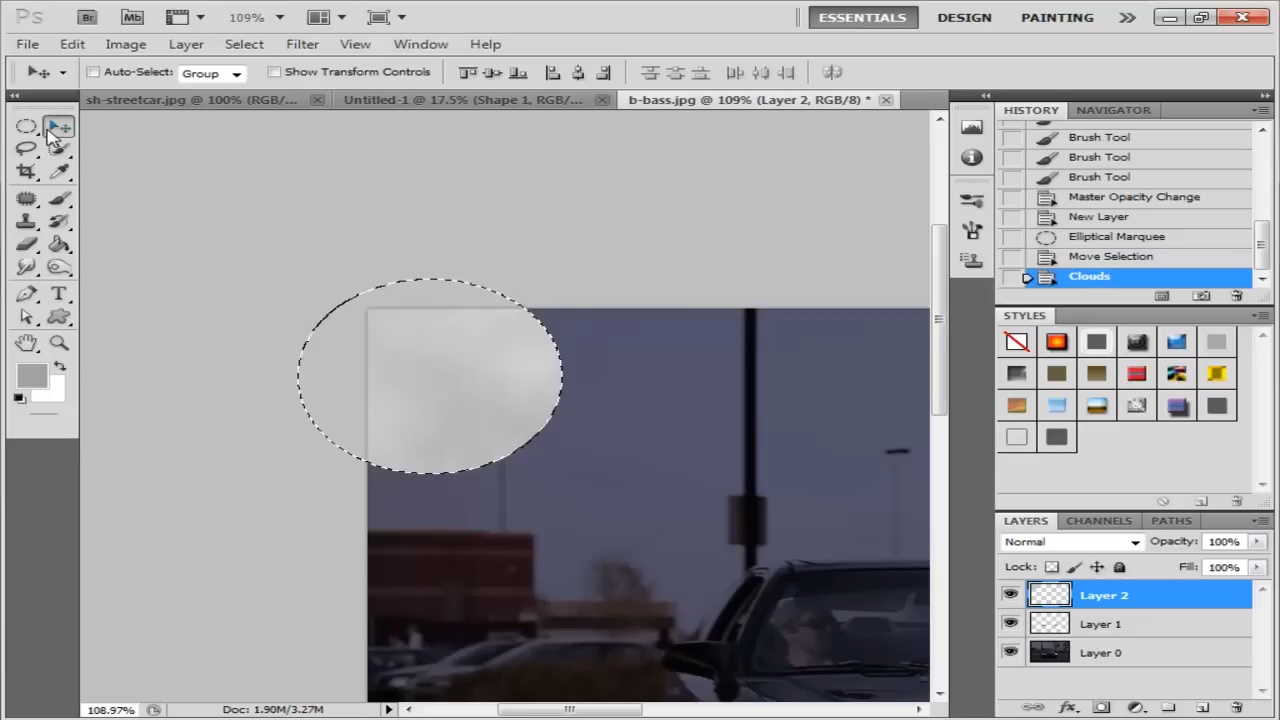 Ps Br Mb 109% ESSENTIALS DESIGN PAINTING
File Edit Image Layer Select Filter View Window Help
Auto-Select: Group Show Transform Controls
sh-streetcar.jpg @ 100% (RGB/... Untitled-1 @ 17.5% (Shape 1, RGB/... b-bass.jpg @ 109% (Layer 2, RGB/8) *
HISTORY NAVIGATOR
Brush Tool
Brush Tool
Brush Tool
Master Opacity Change
New Layer
Elliptical Marquee
Move Selection
Clouds
STYLES
LAYERS CHANNELS PATHS
Normal Opacity: 100%
Lock: Fill: 100%
Layer 2
Layer 1
Layer 0
108.97% Doc: 1.90M/3.27M